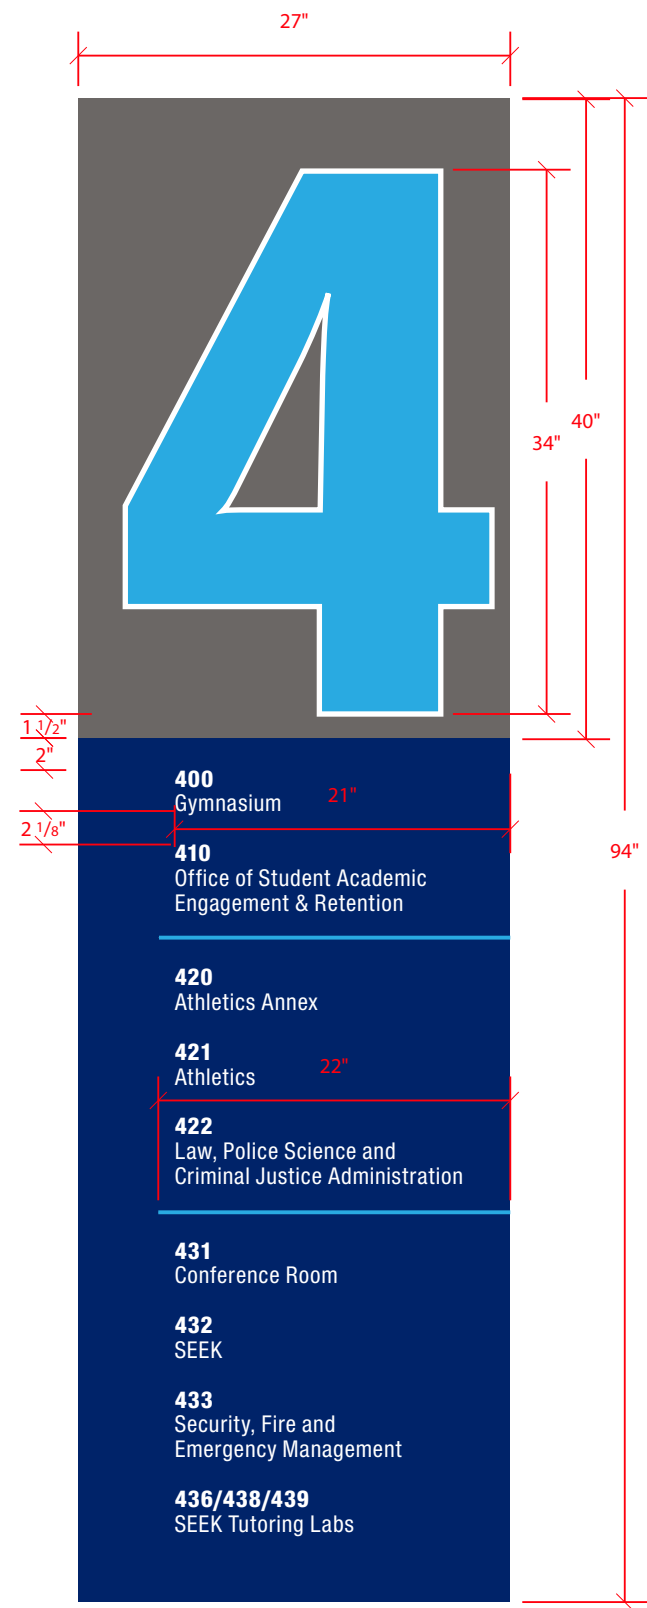 27"
4
40"
34"
1 1/2"
2"
400
Gymnasium
21"
2 1/8"
410
Office of Student Academic
Engagement & Retention
94"
420
Athletics Annex
421
Athletics
22"
422
Law, Police Science and
Criminal Justice Administration
431
Conference Room
432
SEEK
433
Security, Fire and
Emergency Management
436/438/439
SEEK Tutoring Labs